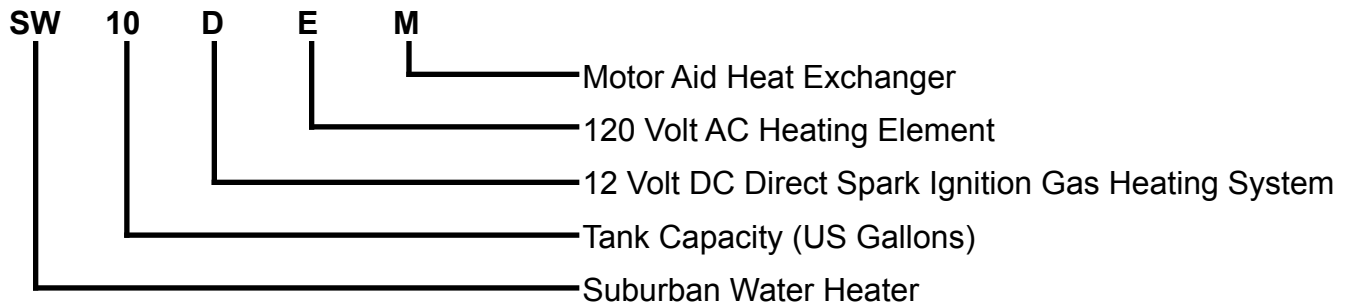 SW 10 D E M
Motor Aid Heat Exchanger
120 Volt AC Heating Element
12 Volt DC Direct Spark Ignition Gas Heating System
Tank Capacity (US Gallons)
Suburban Water Heater